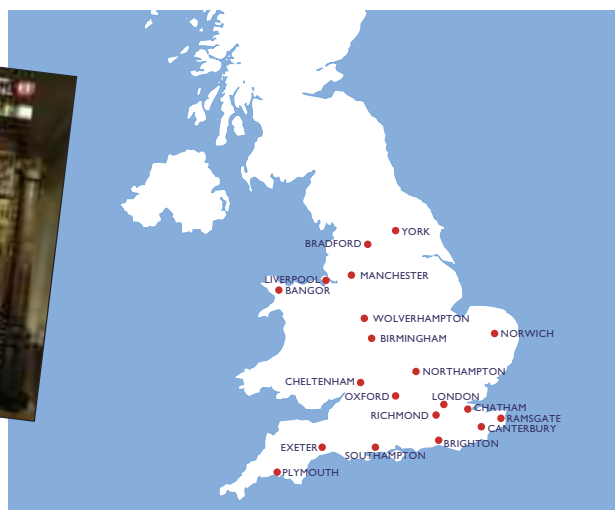 YORK
BRADFORD
MANCHESTER
LIVERPOOL
BANGOR
WOLVERHAMPTON
NORWICH
BIRMINGHAM
NORTHAMPTON
CHELTENHAM
OXFORD
LONDON
CHATHAM
RICHMOND
RAMSGATE
CANTERBURY
BRIGHTON
EXETER
SOUTHAMPTON
PLYMOUTH